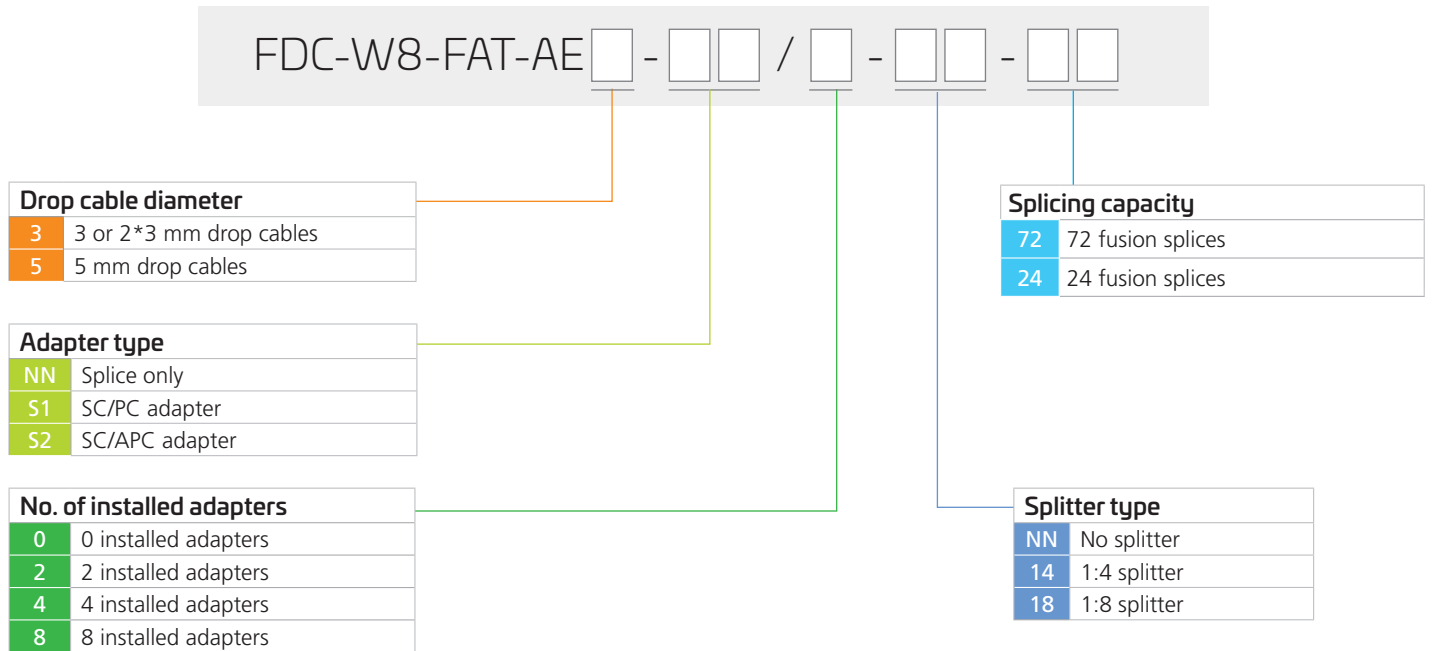 FDC-W8-FAT-AE - / - -
Drop cable diameter
3 3 or 2*3 mm drop cables
5 5 mm drop cables
Adapter type
NN Splice only
S1 SC/PC adapter
S2 SC/APC adapter
No. of installed adapters
0 0 installed adapters
2 2 installed adapters
4 4 installed adapters
8 8 installed adapters
Splicing capacity
72 72 fusion splices
24 24 fusion splices
Splitter type
NN No splitter
14 1:4 splitter
18 1:8 splitter